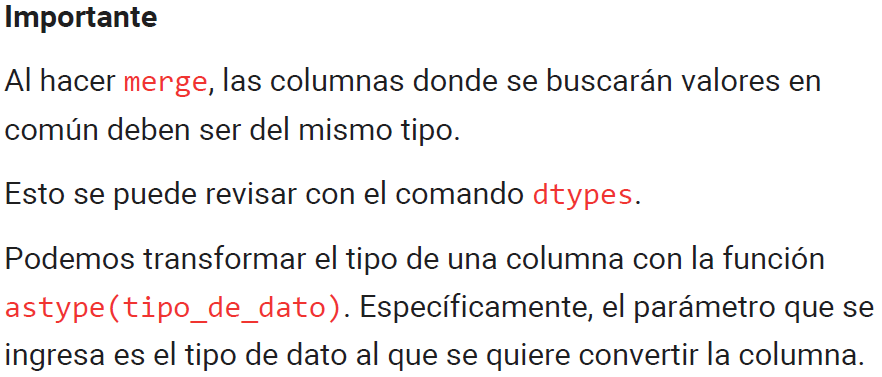 Importante
Al hacer merge, las columnas donde se buscarán valores en
común deben ser del mismo tipo.
Esto se puede revisar con el comando dtypes.
Podemos transformar el tipo de una columna con la función
astype(tipo_de_dato). Específicamente, el parámetro que se
ingresa es el tipo de dato al que se quiere convertir la columna.